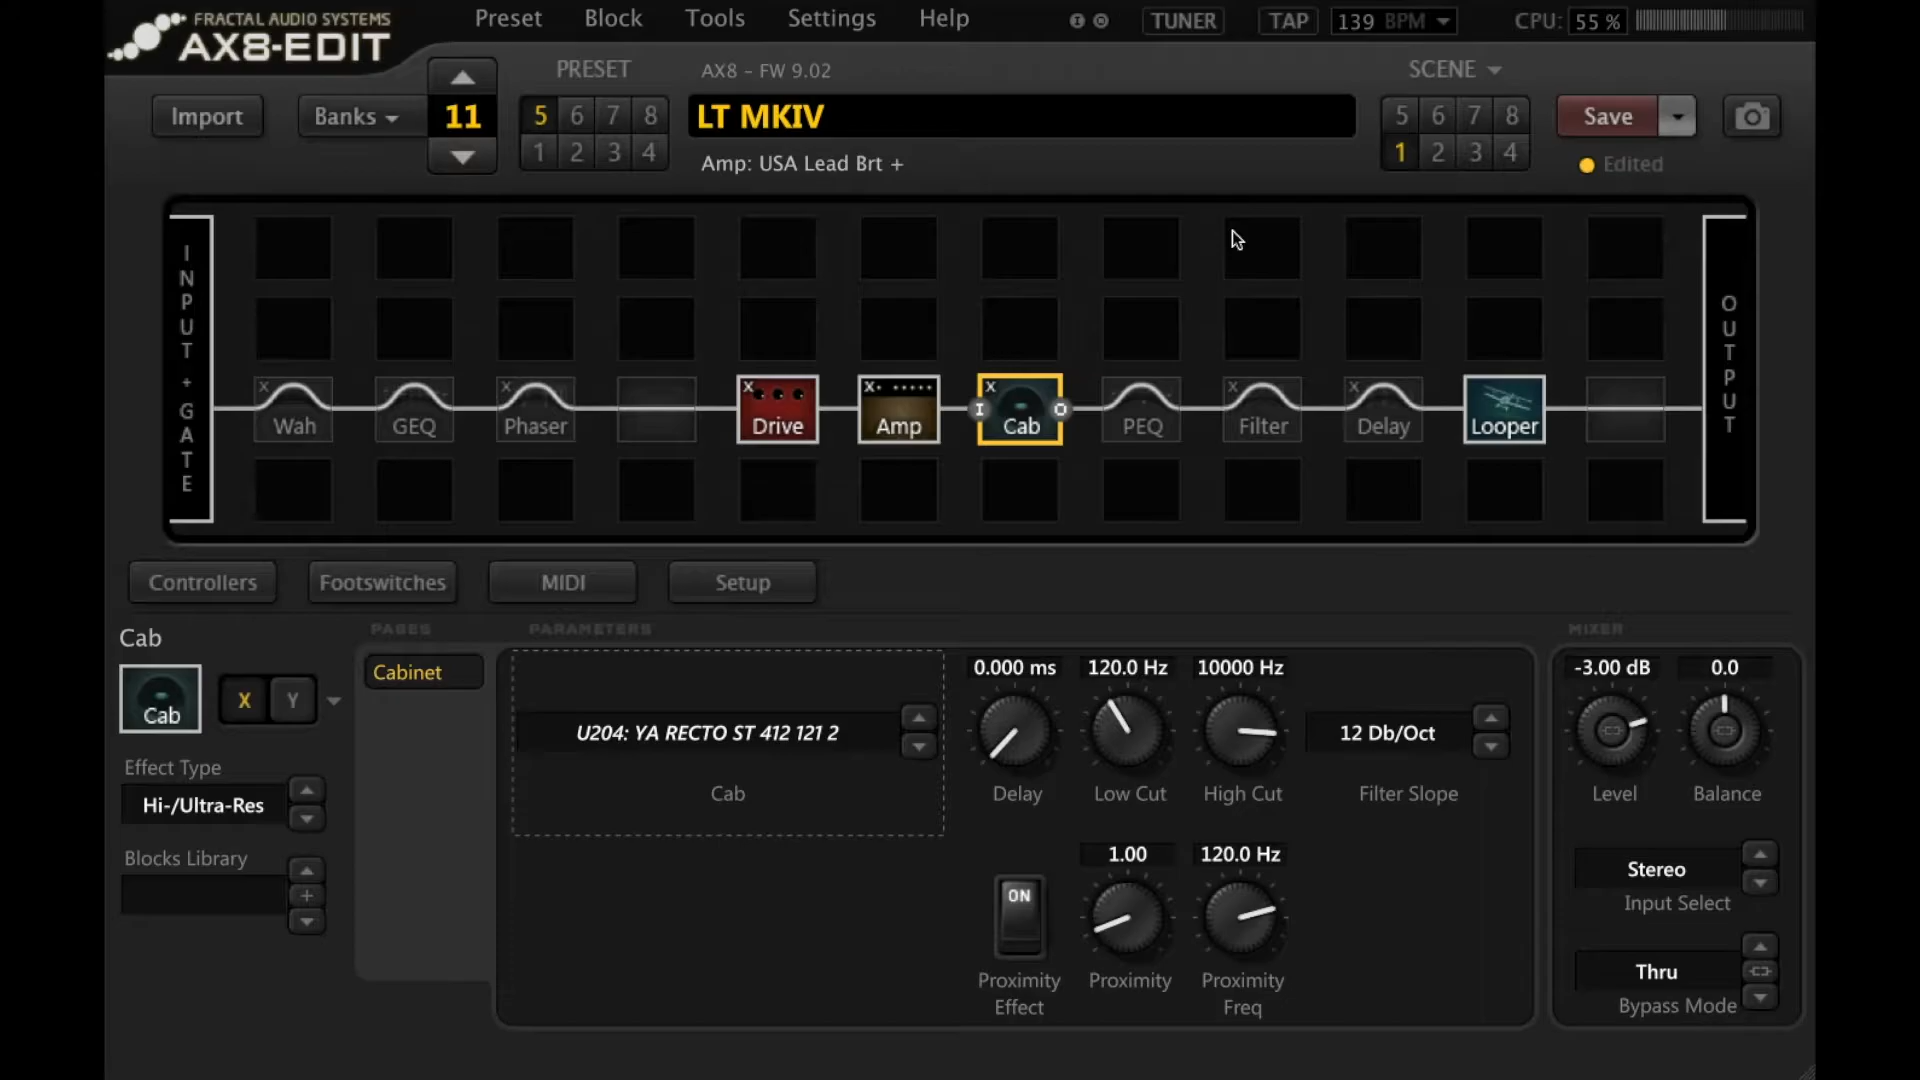 FRACTAL AUDIO SYSTEMS
AX8-EDIT
Preset Block Tools Settings Help
TUNER TAP 139 BPM CPU: 55 %
PRESET AX8 – FW 9.02 SCENE
Import Banks 11
5 6 7 8
1 2 3 4
LT MKIV
Amp: USA Lead Brt +
5 6 7 8
1 2 3 4
Save
Edited
INPUT + GATE
X Wah
GEQ
X Phaser
X Drive
X Amp
X I Cab O
PEQ
X Filter
X Delay
Looper
OUTPUT
Controllers Footswitches MIDI Setup
Cab
PAGES PARAMETERS MIXER
Cab X Y
Effect Type
Hi-/Ultra-Res
Blocks Library
Cabinet
U204: YA RECTO ST 412 121 2
Cab
0.000 ms 120.0 Hz 10000 Hz
12 Db/Oct
Delay Low Cut High Cut Filter Slope
1.00 120.0 Hz
ON
Proximity Effect Proximity Proximity Freq
-3.00 dB 0.0
Level Balance
Stereo
Input Select
Thru
Bypass Mode